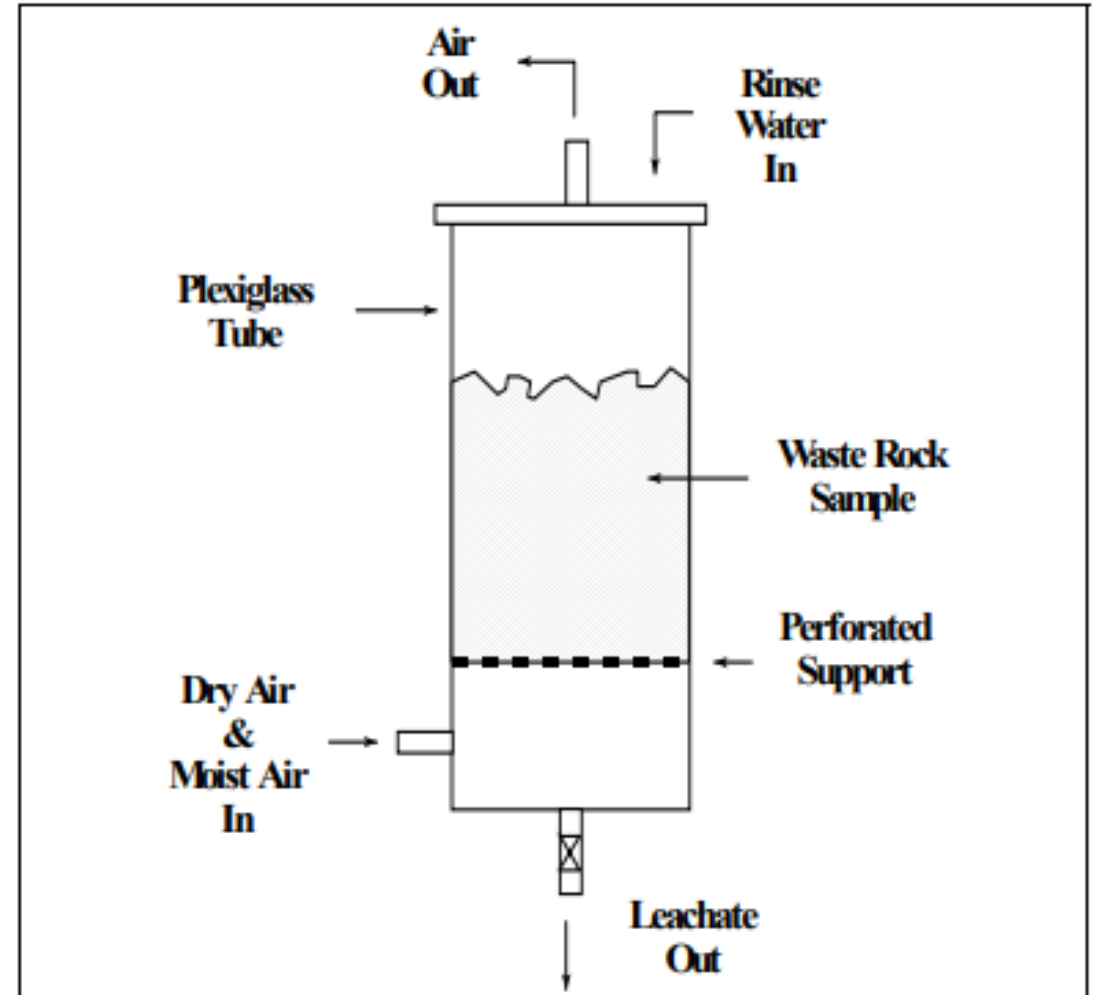 Air
Out
Rinse
Water
In
Plexiglass
Tube
Waste Rock
Sample
Perforated
Support
Dry Air
&
Moist Air
In
Leachate
Out